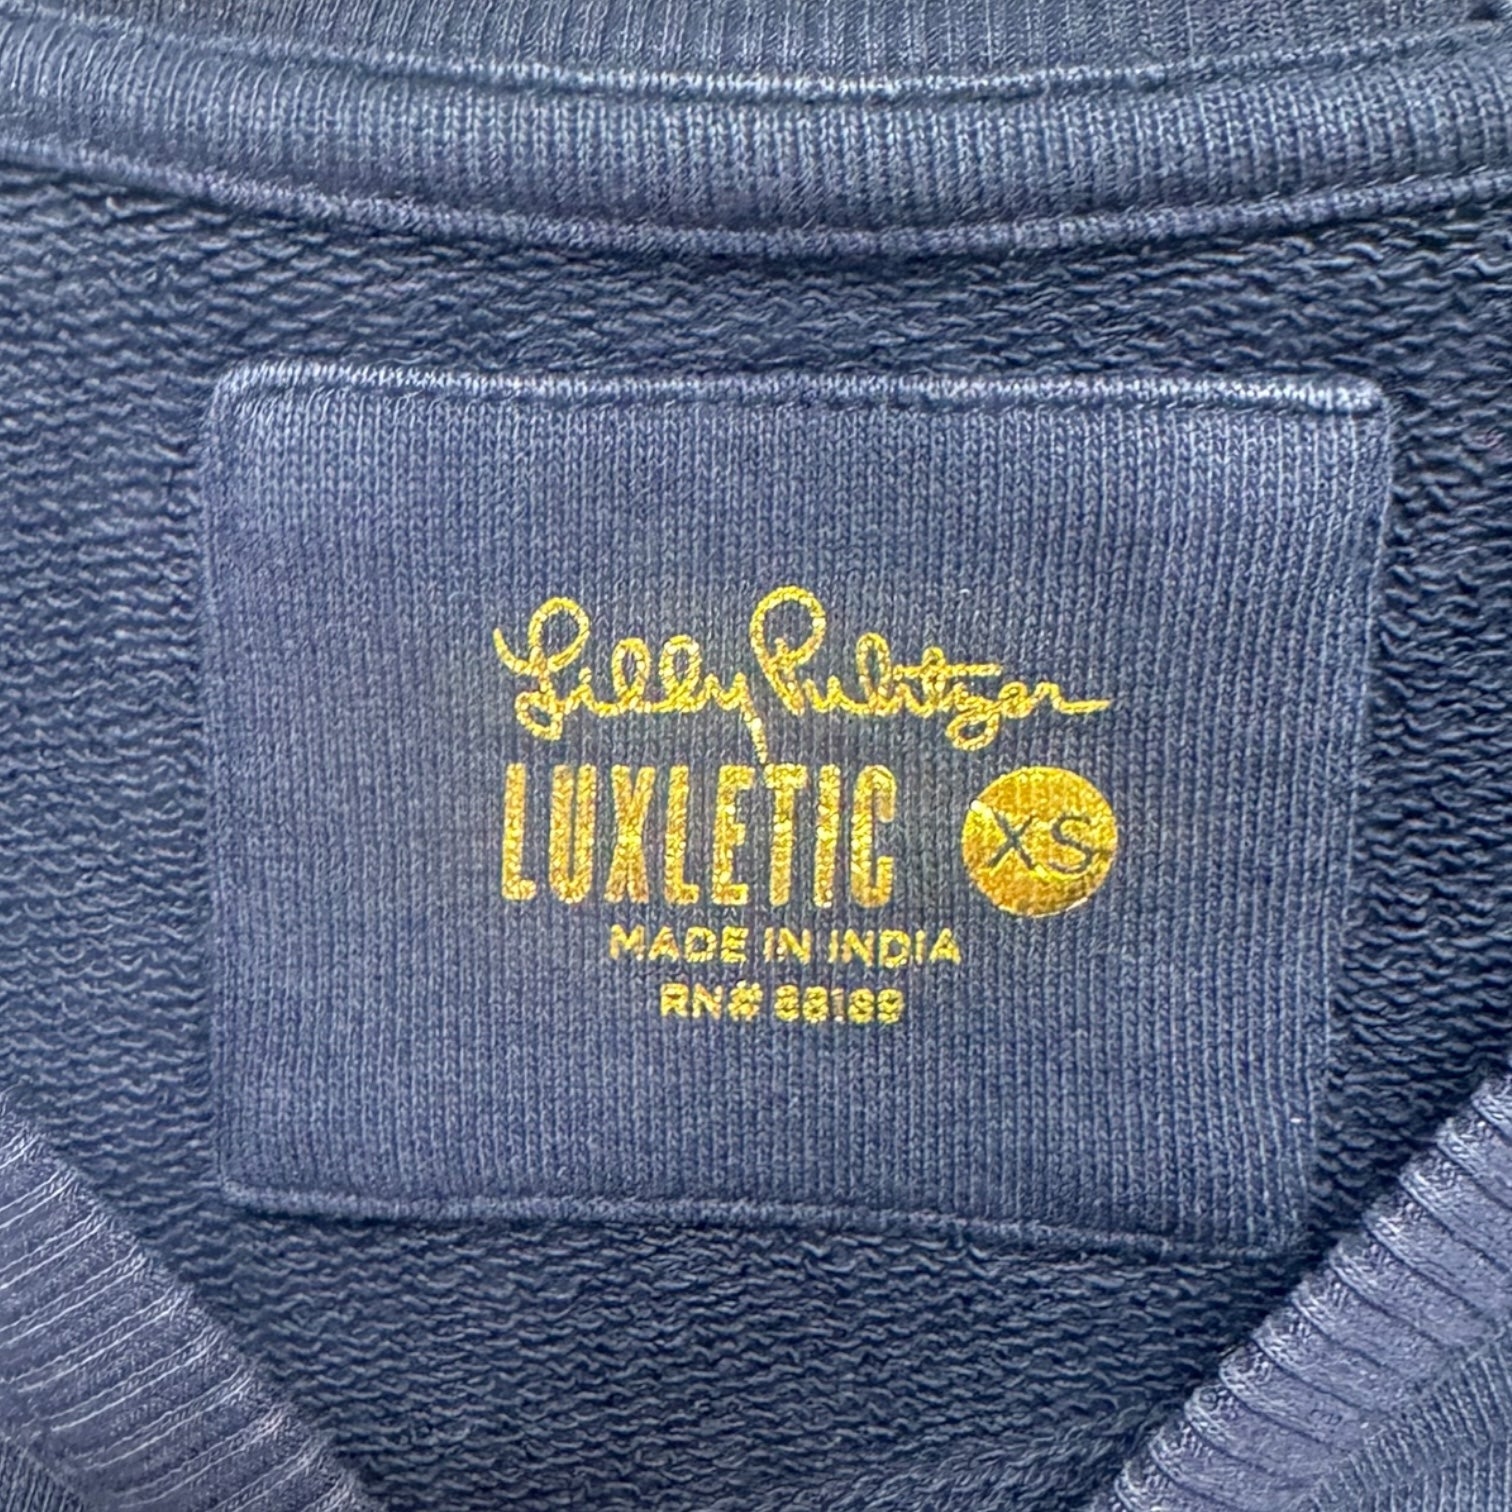 Lilly Pulitzer
LUXLETIC XS
MADE IN INDIA
RN# 88189